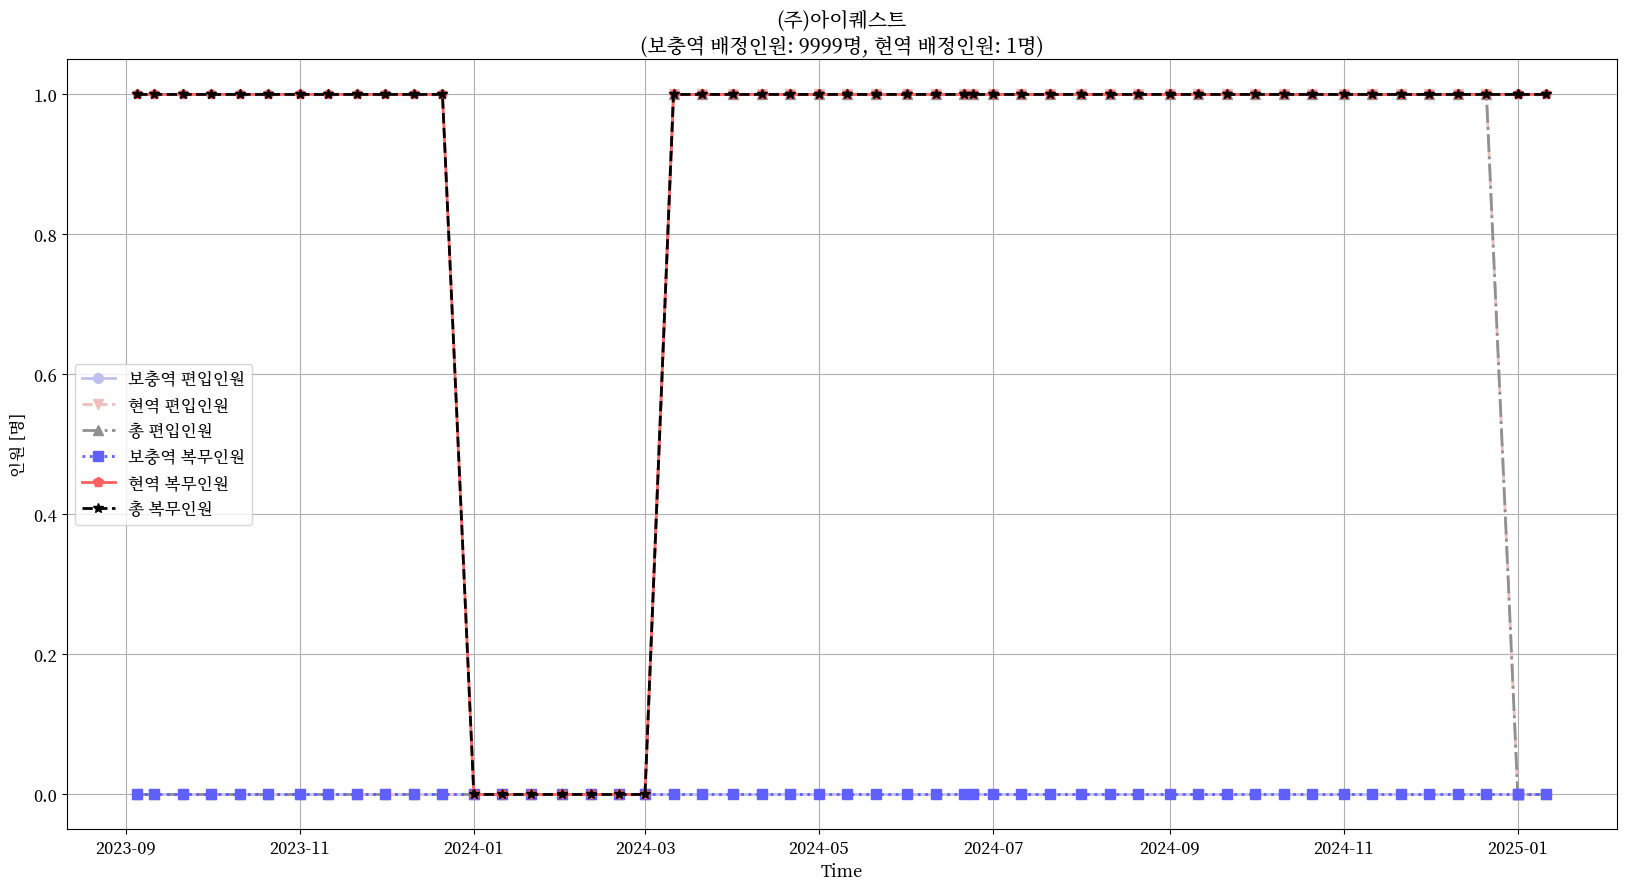 (주)아이퀘스트
(보충역 배정인원: 9999명, 현역 배정인원: 1명)
인원 [명]
1.0
0.8
0.6
0.4
0.2
0.0
보충역 편입인원
현역 편입인원
총 편입인원
보충역 복무인원
현역 복무인원
총 복무인원
2023-09
2023-11
2024-01
2024-03
2024-05
2024-07
2024-09
2024-11
2025-01
Time